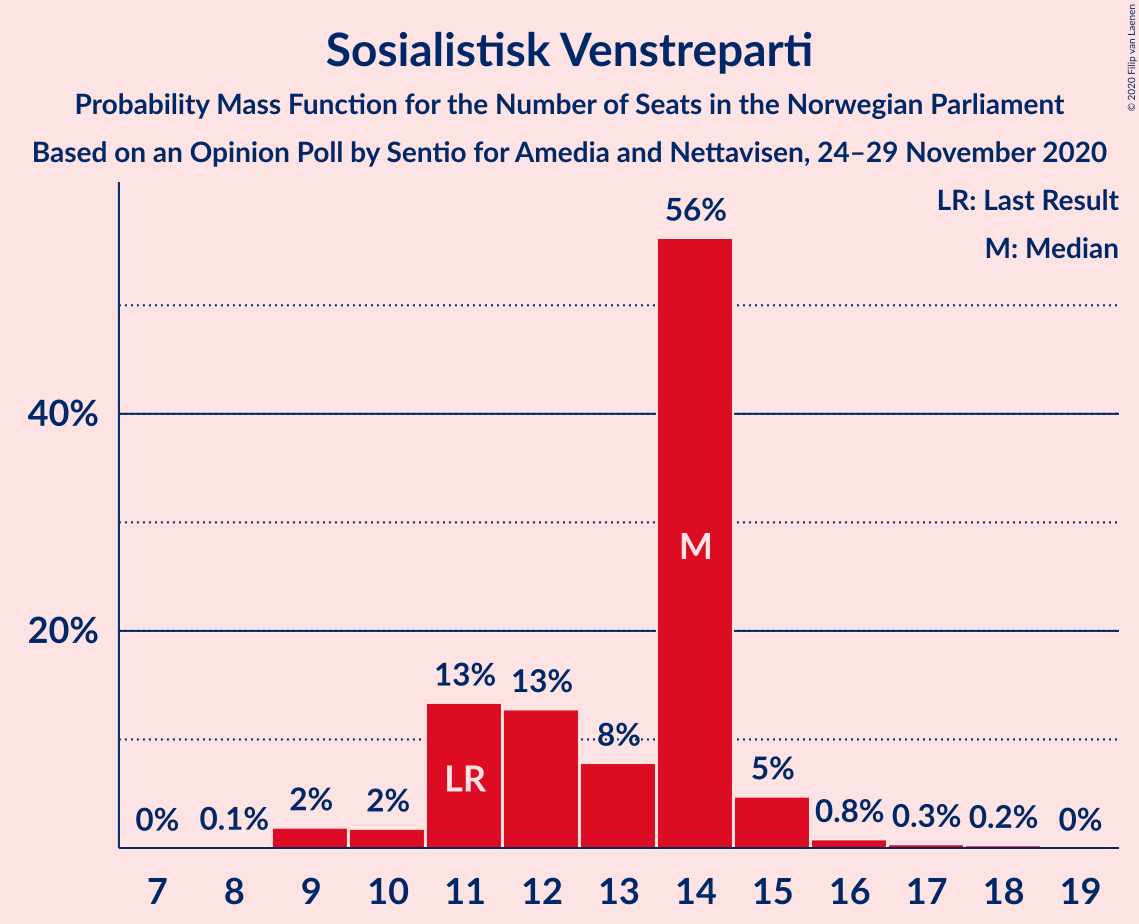 Sosialistisk Venstreparti
Probability Mass Function for the Number of Seats in the Norwegian Parliament
Based on an Opinion Poll by Sentio for Amedia and Nettavisen, 24–29 November 2020
© 2020 Filip van Laenen
LR: Last Result
M: Median
40%
20%
0%
0.1%
2%
2%
13%
13%
8%
56%
5%
0.8%
0.3%
0.2%
0%
LR
M
7 8 9 10 11 12 13 14 15 16 17 18 19